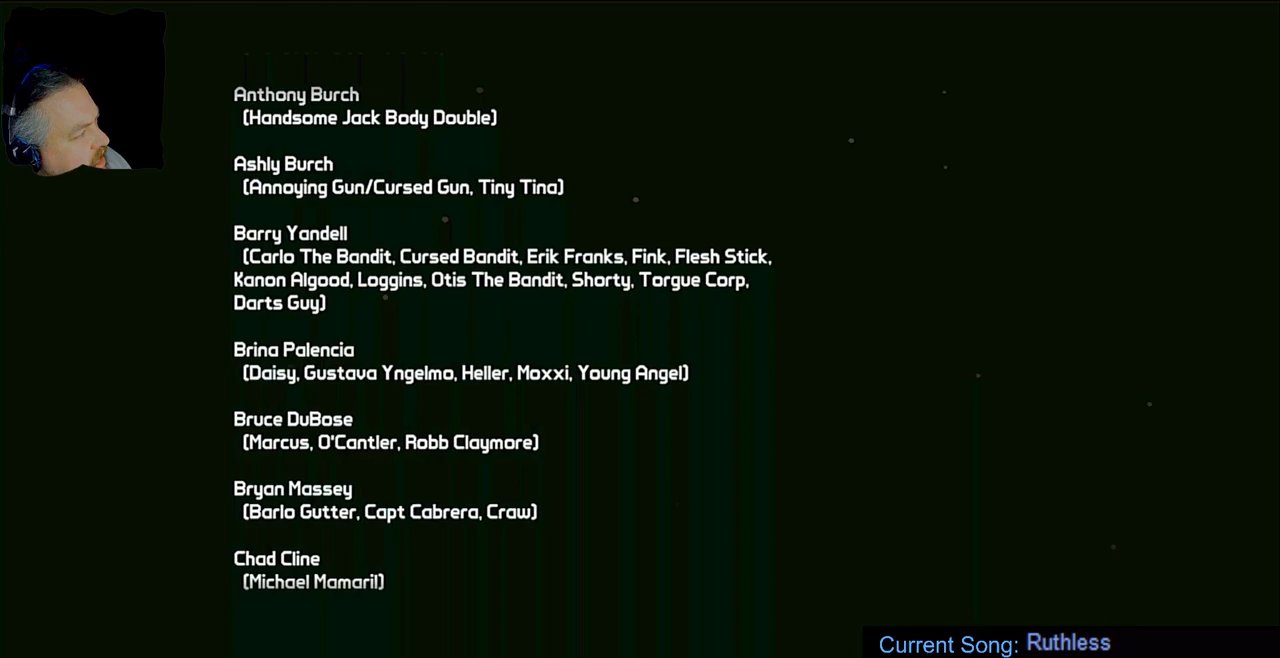 Anthony Burch
(Handsome Jack Body Double)
Ashly Burch
(Annoying Gun/Cursed Gun, Tiny Tina)
Barry Yandell
(Carlo The Bandit, Cursed Bandit, Erik Franks, Fink, Flesh Stick,
Kanon Algood, Loggins, Otis The Bandit, Shorty, Torgue Corp,
Darts Guy)
Brina Palencia
(Daisy, Gustava Yngelmo, Heller, Moxxi, Young Angel)
Bruce DuBose
(Marcus, O'Cantler, Robb Claymore)
Bryan Massey
(Barlo Gutter, Capt Cabrera, Craw)
Chad Cline
(Michael Mamaril)
Current Song: Ruthless